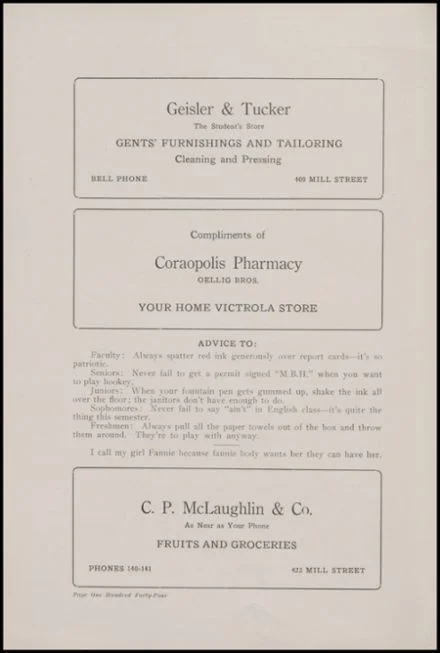 Geisler & Tucker
The Student's Store
GENTS' FURNISHINGS AND TAILORING
Cleaning and Pressing
BELL PHONE 409 MILL STREET
Compliments of
Coraopolis Pharmacy
OELLIG BROS.
YOUR HOME VICTROLA STORE
ADVICE TO:
Faculty: Always spatter red ink generously over report cards—it's so
patriotic.
Seniors: Never fail to get a permit signed "M.B.H." when you want
to play hookey.
Juniors: When your fountain pen gets gummed up, shake the ink all
over the floor; the janitors don't have enough to do.
Sophomores: Never fail to say "ain't" in English class—it's quite the
thing this semester.
Freshmen: Always pull all the paper towels out of the box and throw
them around. They're to play with anyway.
I call my girl Fannie because fannie body wants her they can have her.
C. P. McLaughlin & Co.
As Near as Your Phone
FRUITS AND GROCERIES
PHONES 140-141 423 MILL STREET
Page One Hundred Forty-Four